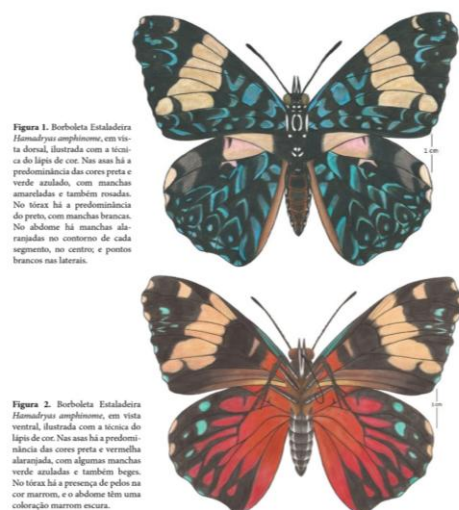 Figura 1. Borboleta Estaladeira
Hamadryas amphinome, em vis-
ta dorsal, ilustrada com a técni-
ca do lápis de cor. Nas asas há a
predominância das cores preta e
verde azulado, com manchas
amareladas e também rosadas.
No tórax há a predominância
do preto, com manchas brancas.
No abdome há manchas ala-
ranjadas no contorno de cada
segmento, no centro; e pontos
brancos nas laterais.
1 cm
Figura 2. Borboleta Estaladeira
Hamadryas amphinome, em vista
ventral, ilustrada com a técnica do
lápis de cor. Nas asas há a predomi-
nância das cores preta e vermelha
alaranjada, com algumas manchas
verde azuladas e também beges.
No tórax há a presença de pelos na
cor marrom, e o abdome têm uma
coloração marrom escura.
1 cm